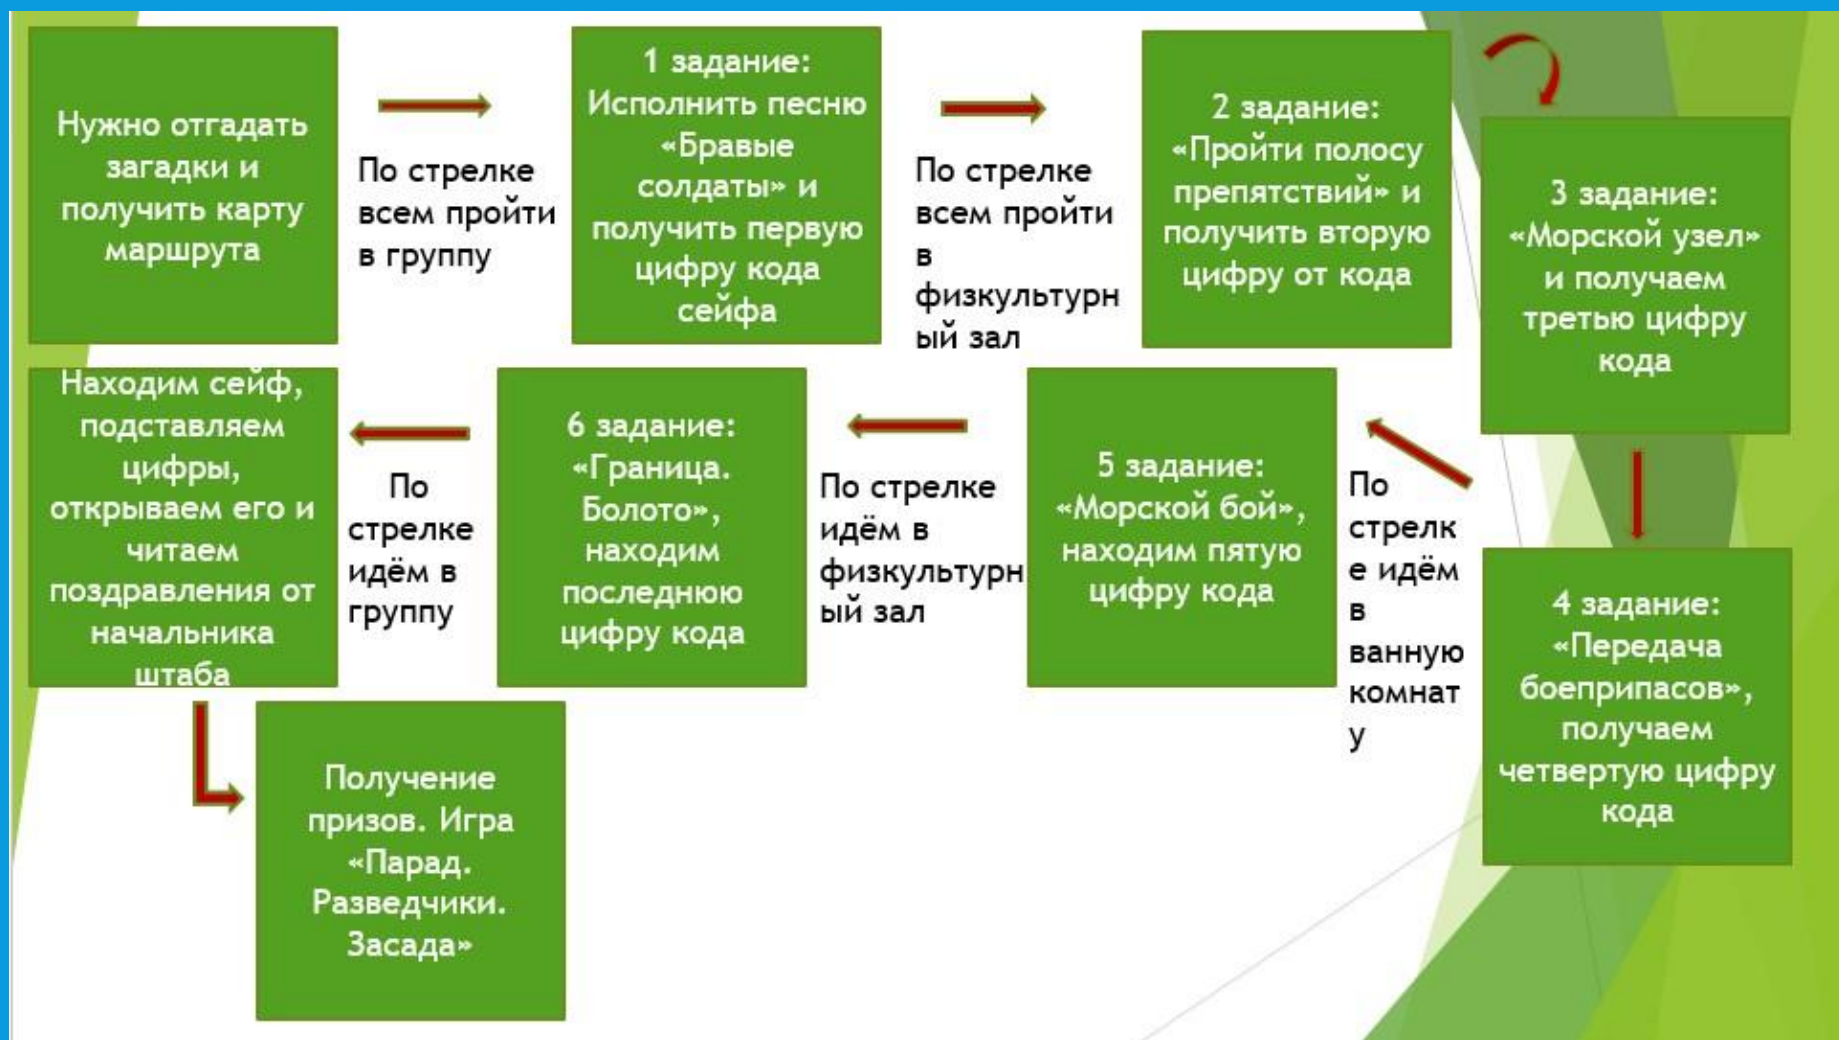 Нужно отгадать
загадки и
получить карту
маршрута
По стрелке
всем пройти
в группу
1 задание:
Исполнить песню
«Бравые
солдаты» и
получить первую
цифру кода
сейфа
По стрелке
всем пройти
в
физкультурн
ый зал
2 задание:
«Пройти полосу
препятствий» и
получить вторую
цифру от кода
3 задание:
«Морской узел»
и получаем
третью цифру
кода
4 задание:
«Передача
боеприпасов»,
получаем
четвертую цифру
кода
По
стрелк
е идём
в
ванную
комнат
у
5 задание:
«Морской бой»,
находим пятую
цифру кода
По стрелке
идём в
физкультурн
ый зал
6 задание:
«Граница.
Болото»,
находим
последнюю
цифру кода
По
стрелке
идём в
группу
Находим сейф,
подставляем
цифры,
открываем его и
читаем
поздравления от
начальника
штаба
Получение
призов. Игра
«Парад.
Разведчики.
Засада»